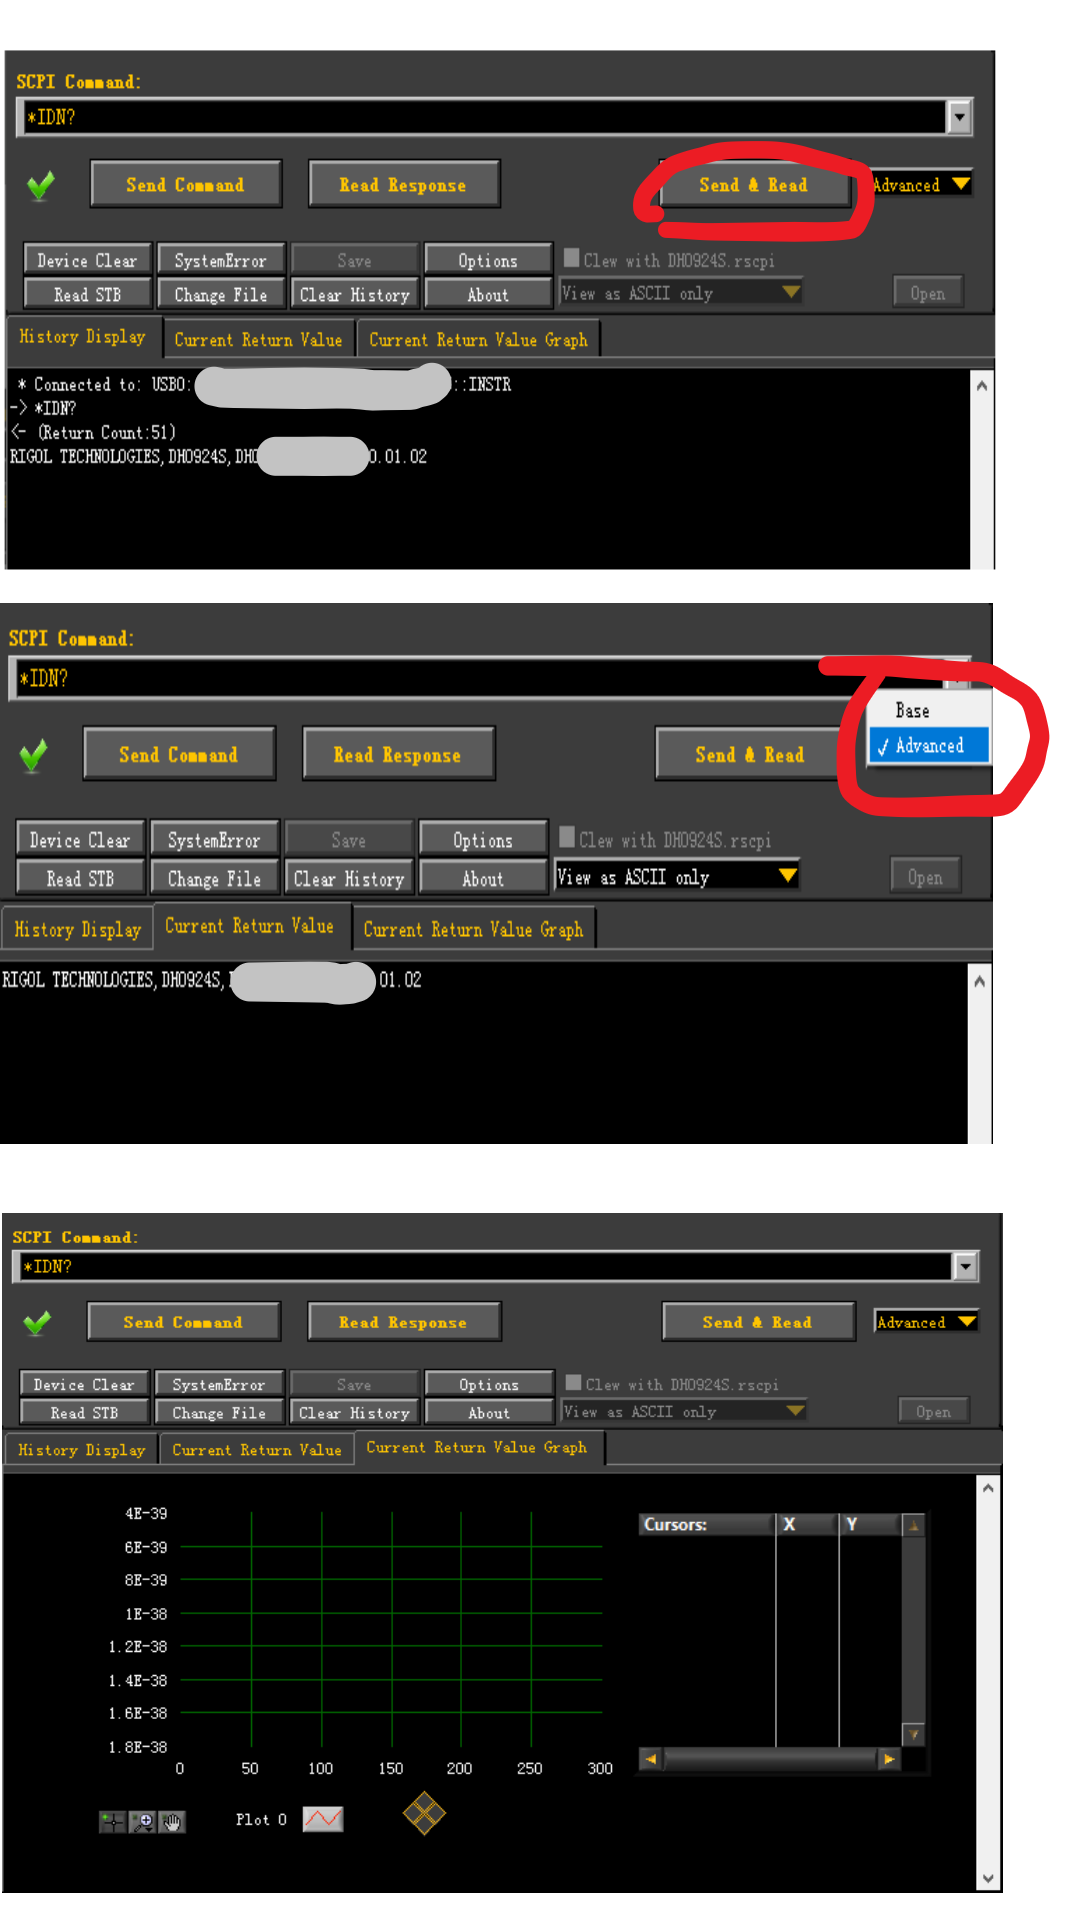 SCPI Command:
*IDN?
Send Command Read Response Send & Read Advanced
Device Clear SystemError Save Options Clew with DHO924S.rscpi
Read STB Change File Clear History About View as ASCII only Open
History Display Current Return Value Current Return Value Graph
* Connected to: USB0: ::INSTR
-> *IDN?
<- (Return Count:51)
RIGOL TECHNOLOGIES,DHO924S,DHO 0.01.02
SCPI Command:
*IDN?
Base
Send Command Read Response Send & Read ✓ Advanced
Device Clear SystemError Save Options Clew with DHO924S.rscpi
Read STB Change File Clear History About View as ASCII only Open
History Display Current Return Value Current Return Value Graph
RIGOL TECHNOLOGIES,DHO924S, 01.02
SCPI Command:
*IDN?
Send Command Read Response Send & Read Advanced
Device Clear SystemError Save Options Clew with DHO924S.rscpi
Read STB Change File Clear History About View as ASCII only Open
History Display Current Return Value Current Return Value Graph
Cursors: X Y
4E-39
6E-39
8E-39
1E-38
1.2E-38
1.4E-38
1.6E-38
1.8E-38
0 50 100 150 200 250 300
Plot 0